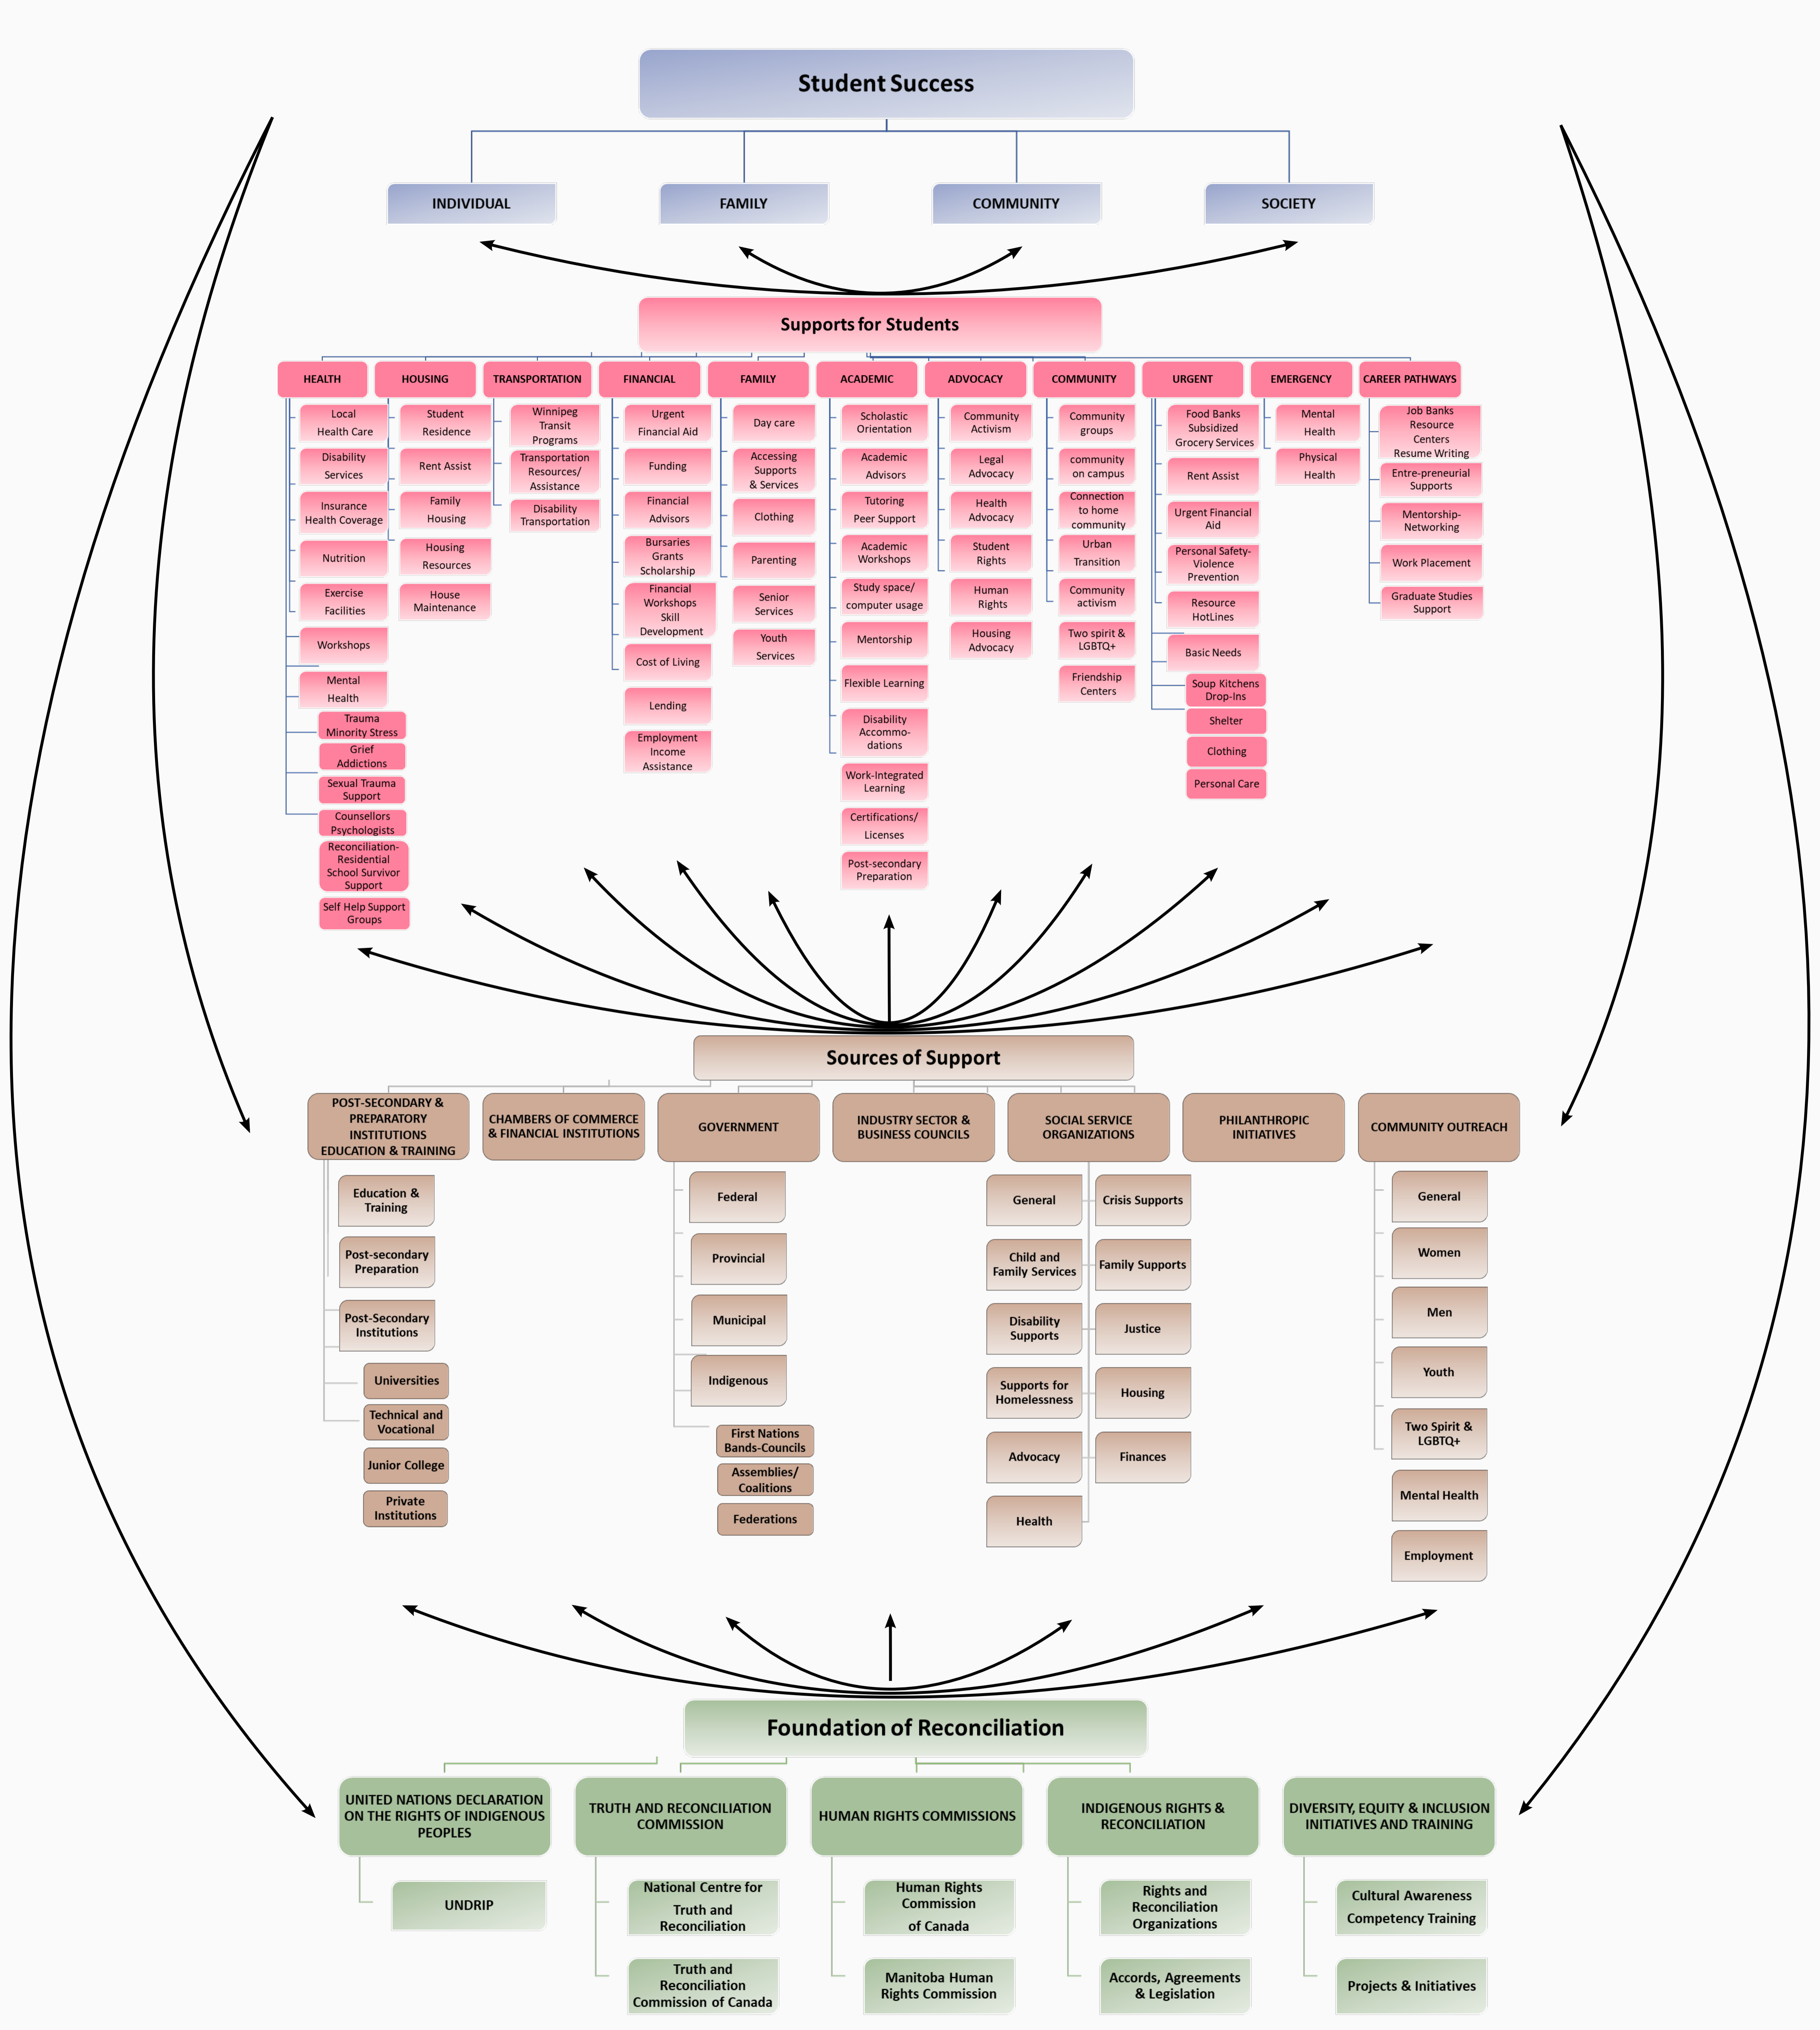 Student Success
INDIVIDUAL
FAMILY
COMMUNITY
SOCIETY
Supports for Students
HEALTH
Local
Health Care
Disability
Services
Insurance
Health Coverage
Nutrition
Exercise
Facilities
Workshops
Mental
Health
Trauma
Minority Stress
Grief
Addictions
Sexual Trauma
Support
Counsellors
Psychologists
Reconciliation-
Residential
School Survivor
Support
Self Help Support
Groups
HOUSING
Student
Residence
Rent Assist
Family
Housing
Housing
Resources
House
Maintenance
TRANSPORTATION
Winnipeg
Transit
Programs
Transportation
Resources/
Assistance
Disability
Transportation
FINANCIAL
Urgent
Financial Aid
Funding
Financial
Advisors
Bursaries
Grants
Scholarship
Financial
Workshops
Skill
Development
Cost of Living
Lending
Employment
Income
Assistance
FAMILY
Day care
Accessing
Supports
& Services
Clothing
Parenting
Senior
Services
Youth
Services
ACADEMIC
Scholastic
Orientation
Academic
Advisors
Tutoring
Peer Support
Academic
Workshops
Study space/
computer usage
Mentorship
Flexible Learning
Disability
Accommo-
dations
Work-Integrated
Learning
Certifications/
Licenses
Post-secondary
Preparation
ADVOCACY
Community
Activism
Legal
Advocacy
Health
Advocacy
Student
Rights
Human
Rights
Housing
Advocacy
COMMUNITY
Community
groups
community
on campus
Connection
to home
community
Urban
Transition
Community
activism
Two spirit &
LGBTQ+
Friendship
Centers
URGENT
Food Banks
Subsidized
Grocery Services
Rent Assist
Urgent Financial
Aid
Personal Safety-
Violence
Prevention
Resource
HotLines
Basic Needs
Soup Kitchens
Drop-Ins
Shelter
Clothing
Personal Care
EMERGENCY
Mental
Health
Physical
Health
CAREER PATHWAYS
Job Banks
Resource
Centers
Resume Writing
Entre-preneurial
Supports
Mentorship-
Networking
Work Placement
Graduate Studies
Support
Sources of Support
POST-SECONDARY &
PREPARATORY
INSTITUTIONS
EDUCATION & TRAINING
Education &
Training
Post-secondary
Preparation
Post-Secondary
Institutions
Universities
Technical and
Vocational
Junior College
Private
Institutions
CHAMBERS OF COMMERCE
& FINANCIAL INSTITUTIONS
GOVERNMENT
Federal
Provincial
Municipal
Indigenous
First Nations
Bands-Councils
Assemblies/
Coalitions
Federations
INDUSTRY SECTOR &
BUSINESS COUNCILS
SOCIAL SERVICE
ORGANIZATIONS
General
Crisis Supports
Child and
Family Services
Family Supports
Disability
Supports
Justice
Supports for
Homelessness
Housing
Advocacy
Finances
Health
PHILANTHROPIC
INITIATIVES
COMMUNITY OUTREACH
General
Women
Men
Youth
Two Spirit &
LGBTQ+
Mental Health
Employment
Foundation of Reconciliation
UNITED NATIONS DECLARATION
ON THE RIGHTS OF INDIGENOUS
PEOPLES
UNDRIP
TRUTH AND RECONCILIATION
COMMISSION
National Centre for
Truth and
Reconciliation
Truth and
Reconciliation
Commission of Canada
HUMAN RIGHTS COMMISSIONS
Human Rights
Commission
of Canada
Manitoba Human
Rights Commission
INDIGENOUS RIGHTS &
RECONCILIATION
Rights and
Reconciliation
Organizations
Accords, Agreements
& Legislation
DIVERSITY, EQUITY & INCLUSION
INITIATIVES AND TRAINING
Cultural Awareness
Competency Training
Projects & Initiatives